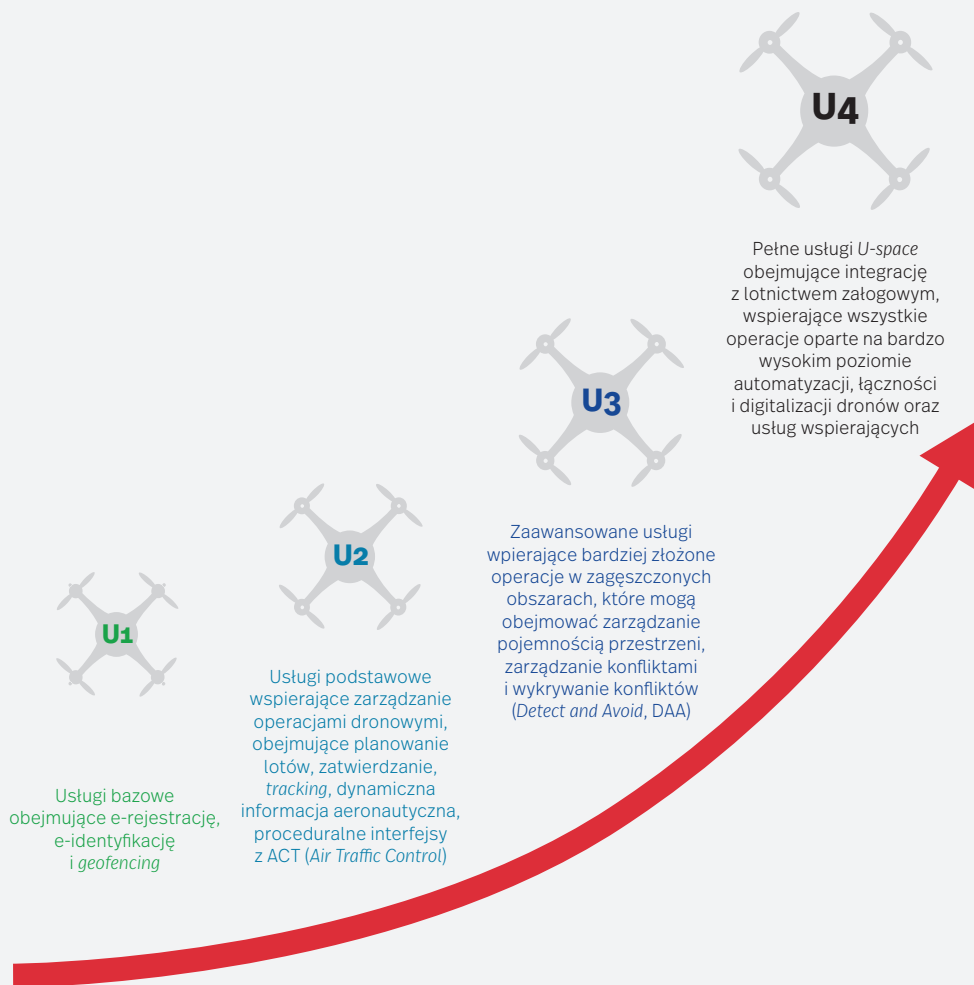 U1
Usługi bazowe
obejmujące e-rejestrację,
e-identyfikację
i geofencing
U2
Usługi podstawowe
wspierające zarządzanie
operacjami dronowymi,
obejmujące planowanie
lotów, zatwierdzanie,
tracking, dynamiczna
informacja aeronautyczna,
proceduralne interfejsy
z ACT (Air Traffic Control)
U3
Zaawansowane usługi
wpierające bardziej złożone
operacje w zagęszczonych
obszarach, które mogą
obejmować zarządzanie
pojemnością przestrzeni,
zarządzanie konfliktami
i wykrywanie konfliktów
(Detect and Avoid, DAA)
U4
Pełne usługi U-space
obejmujące integrację
z lotnictwem załogowym,
wspierające wszystkie
operacje oparte na bardzo
wysokim poziomie
automatyzacji, łączności
i digitalizacji dronów oraz
usług wspierających